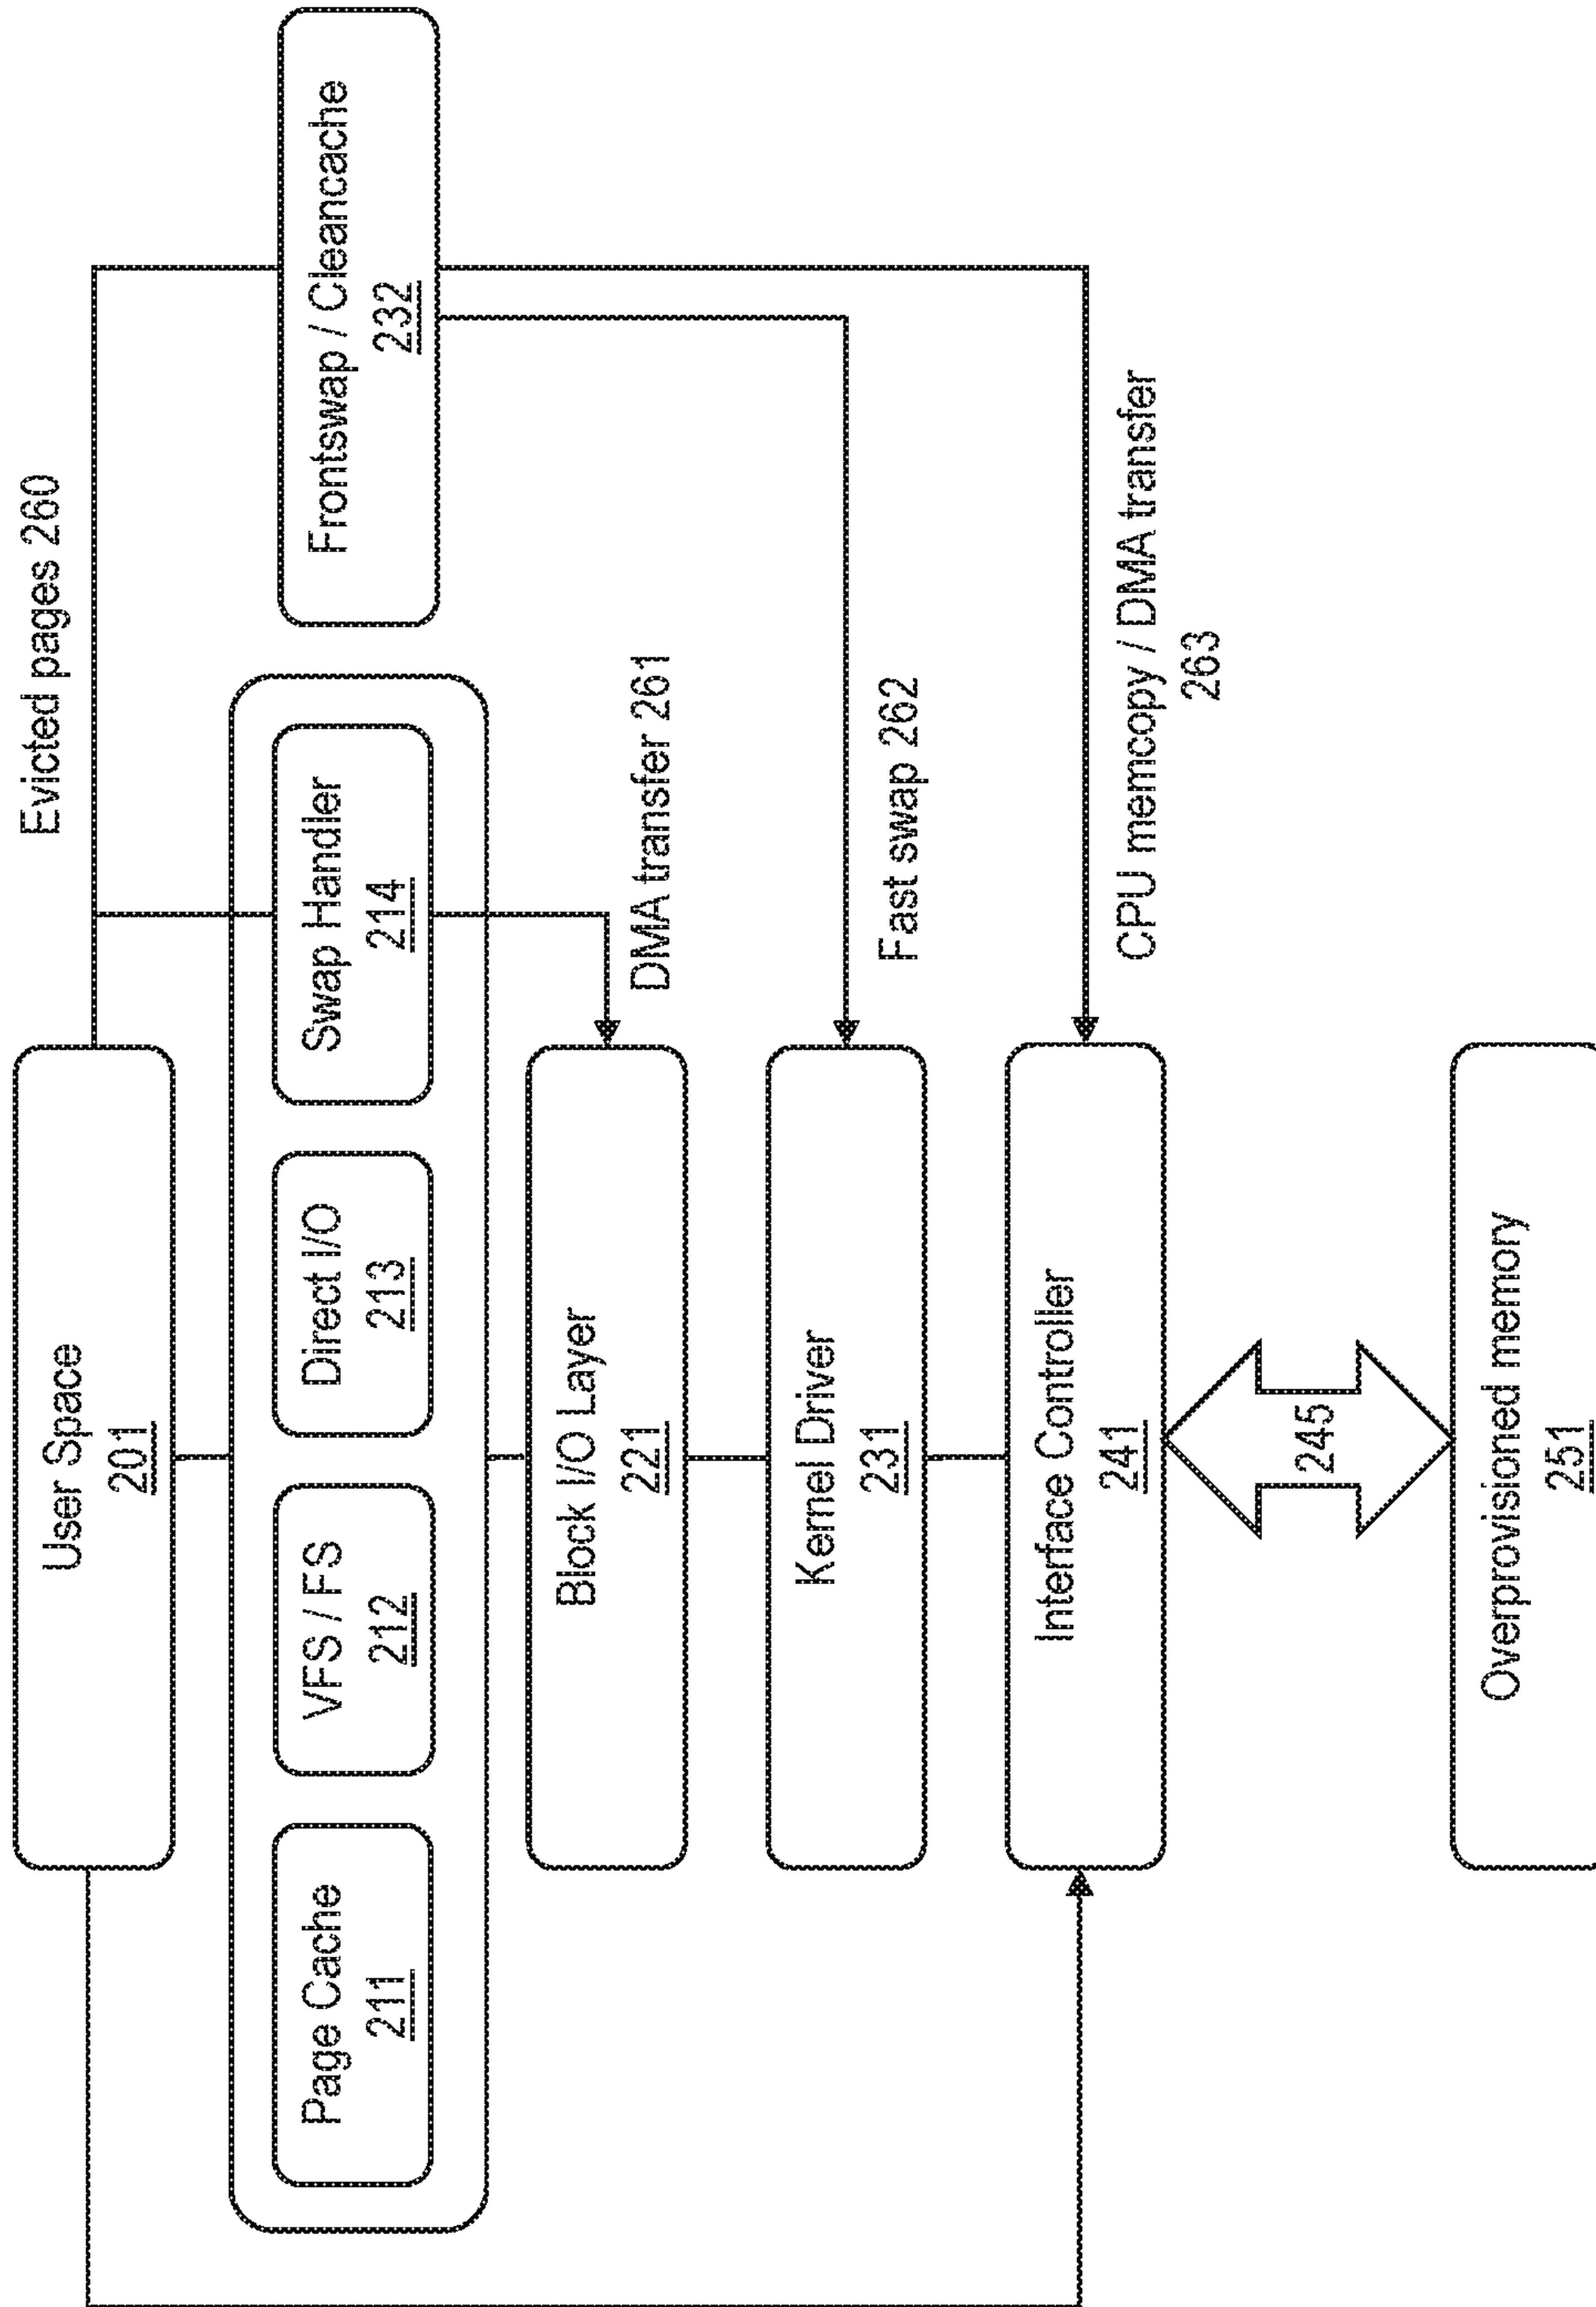 User Space
201
Evicted pages 260
Page Cache
211
VFS / FS
212
Direct I/O
213
Swap Handler
214
Frontswap / Cleancache
232
Block I/O Layer
221
DMA transfer 261
Kernel Driver
231
Fast swap 262
Interface Controller
241
CPU memcopy / DMA transfer
263
245
Overprovisioned memory
251